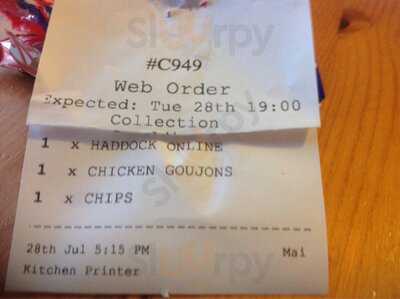 #C949
Web Order
Expected: Tue 28th 19:00
Collection
1 x HADDOCK ONLINE
1 x CHICKEN GOUJONS
1 x CHIPS
28th Jul 5:15 PM Mai
Kitchen Printer